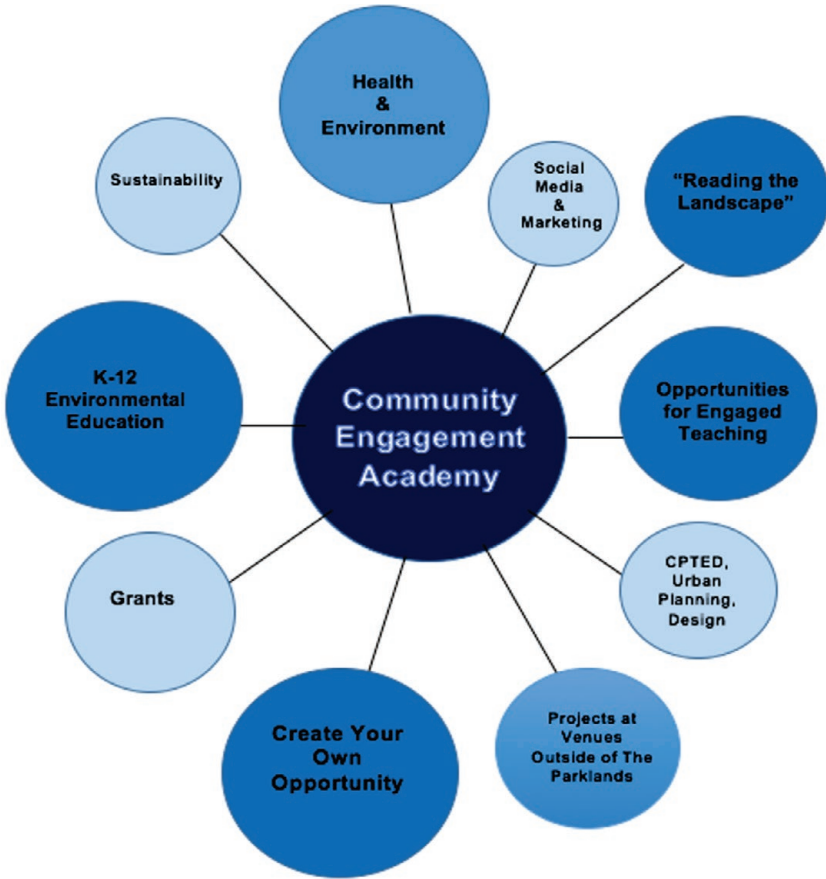 Health
&
Environment
Sustainability
Social
Media
&
Marketing
“Reading the
Landscape”
K-12
Environmental
Education
Community
Engagement
Academy
Opportunities
for Engaged
Teaching
Grants
CPTED,
Urban
Planning,
Design
Create Your
Own
Opportunity
Projects at
Venues
Outside of The
Parklands